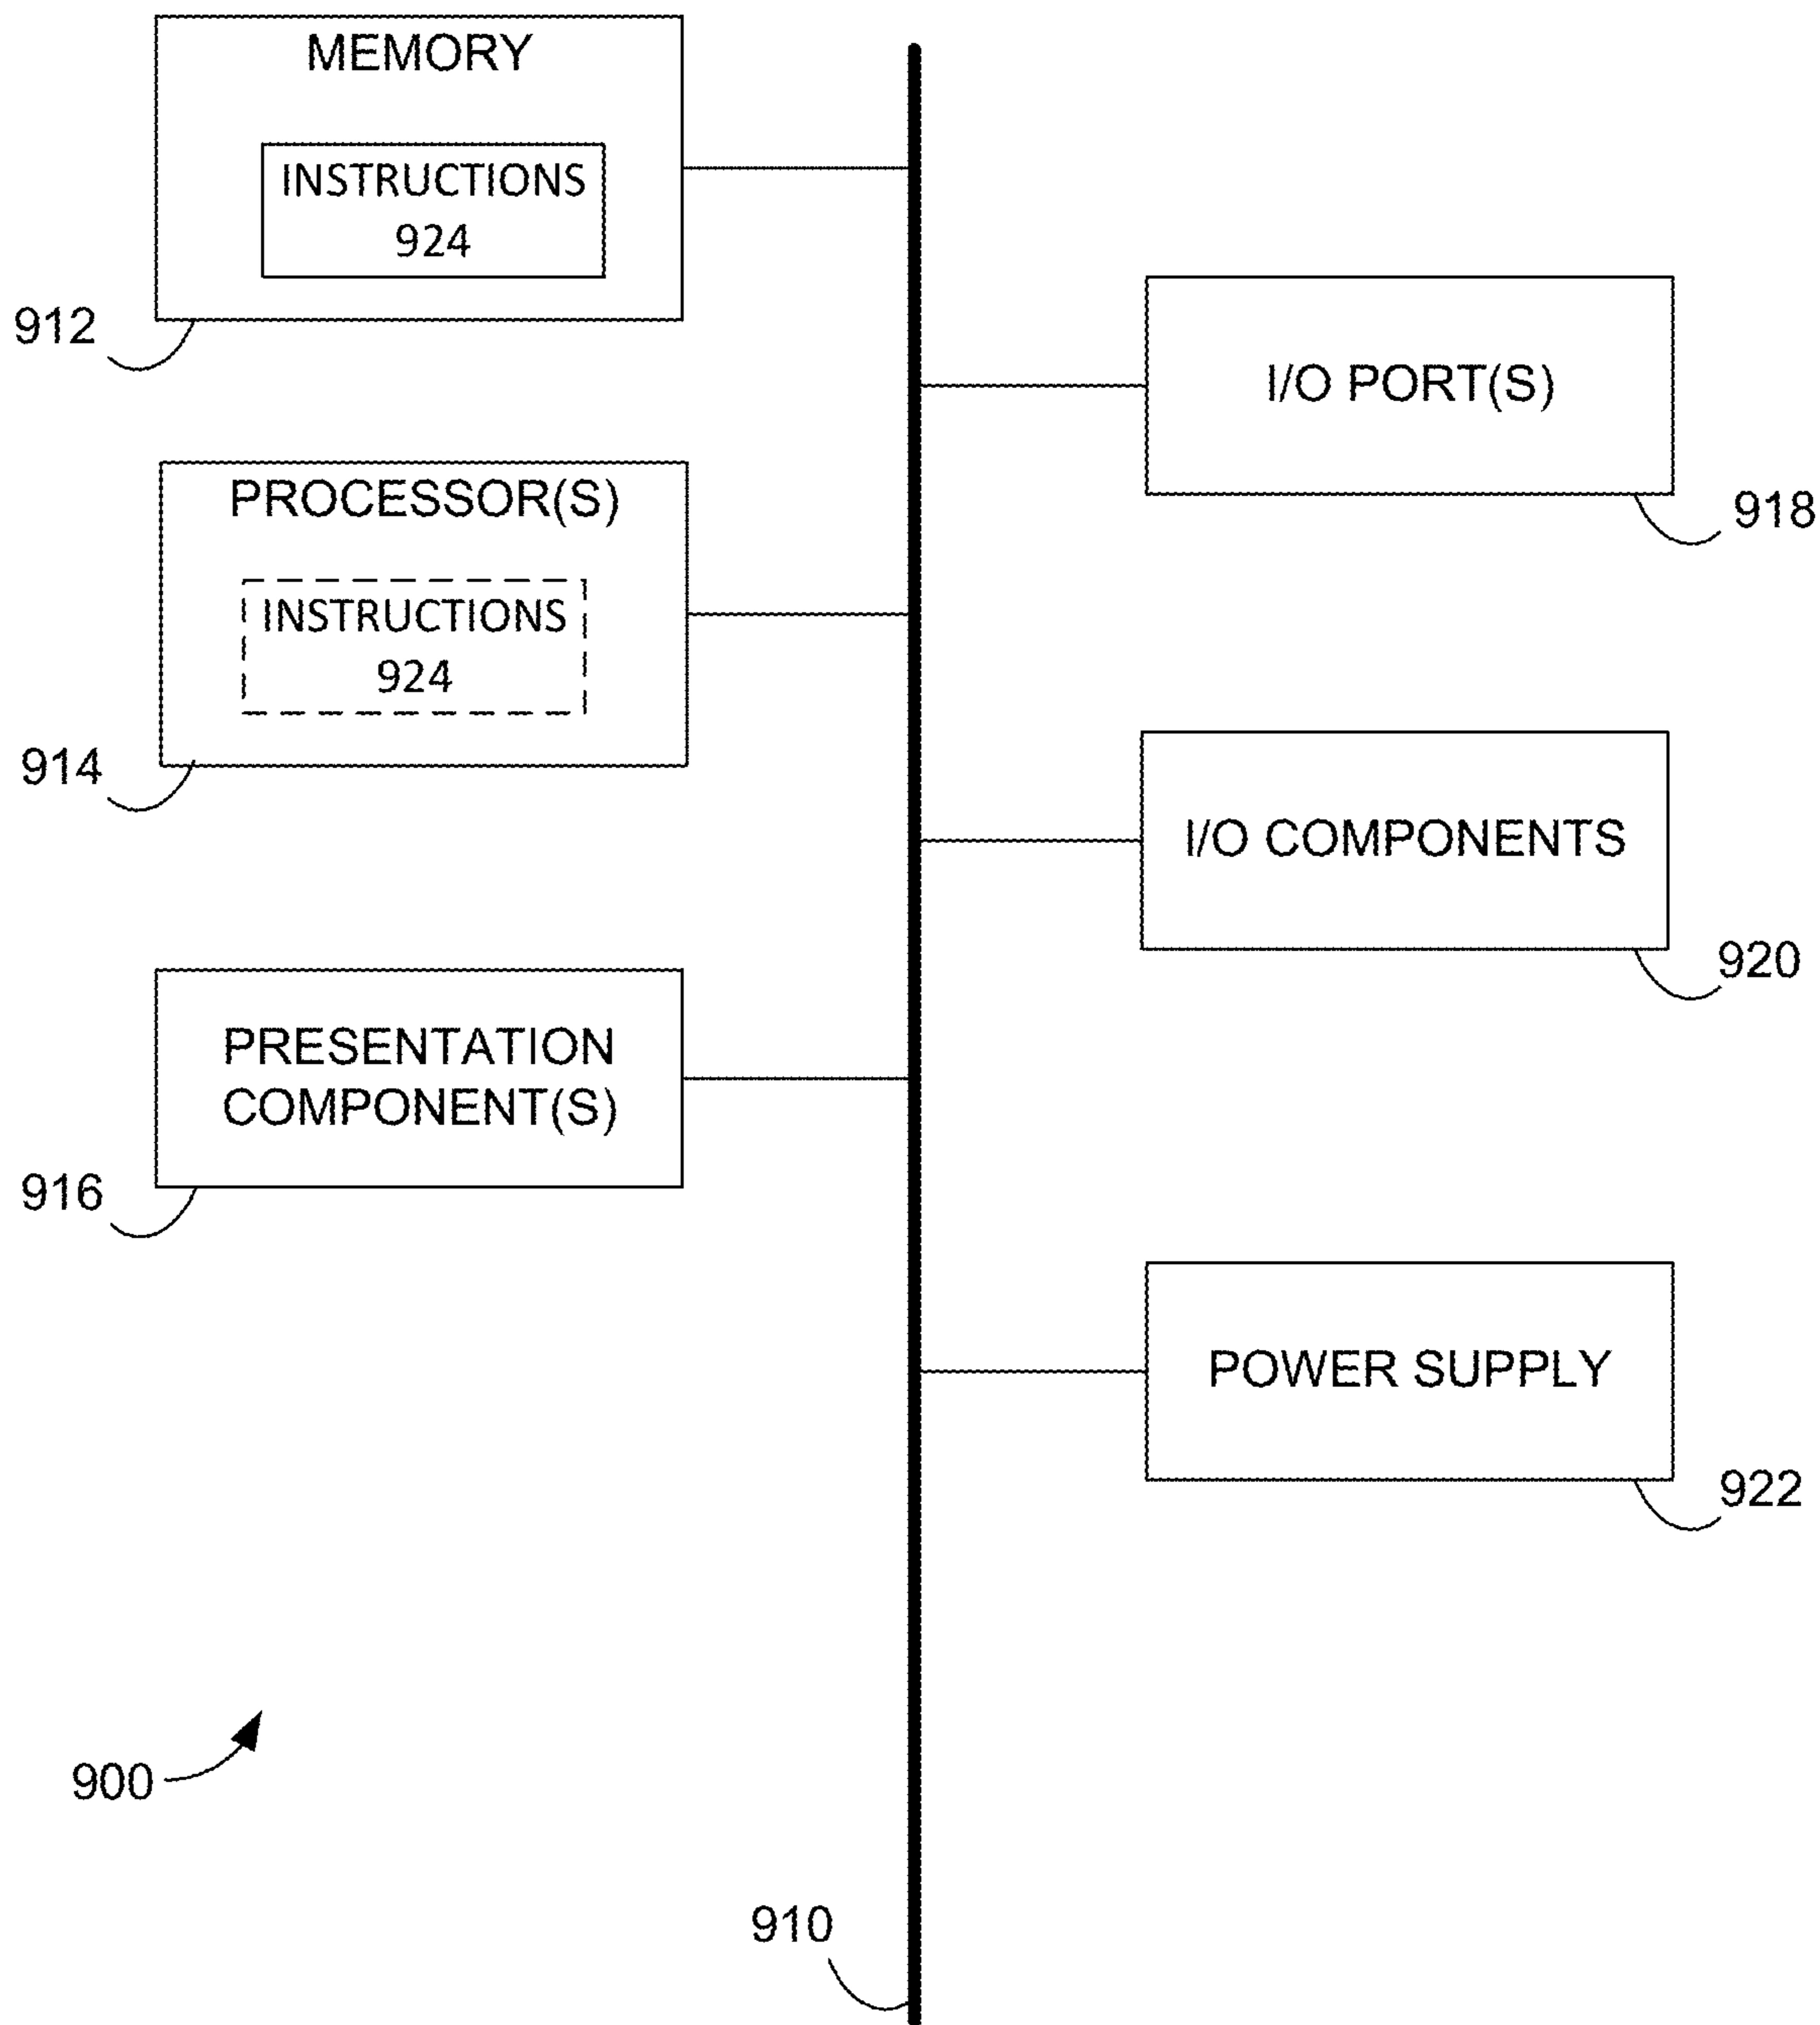 MEMORY
INSTRUCTIONS
924
912
I/O PORT(S)
918
PROCESSOR(S)
INSTRUCTIONS
924
914
I/O COMPONENTS
920
PRESENTATION
COMPONENT(S)
916
POWER SUPPLY
922
900
910